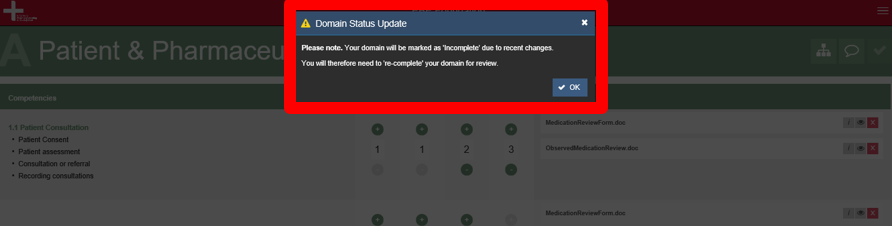 Domain Status Update
Please note. Your domain will be marked as 'Incomplete' due to recent changes.
You will therefore need to 're-complete' your domain for review.
OK
A Patient & Pharmaceu
Competencies
1.1 Patient Consultation
• Patient Consent
• Patient assessment
• Consultation or referral
• Recording consultations
1 1 2 3
MedicationReviewForm.doc
i X
ObservedMedicationReview.doc
i X
MedicationReviewForm.doc
i X